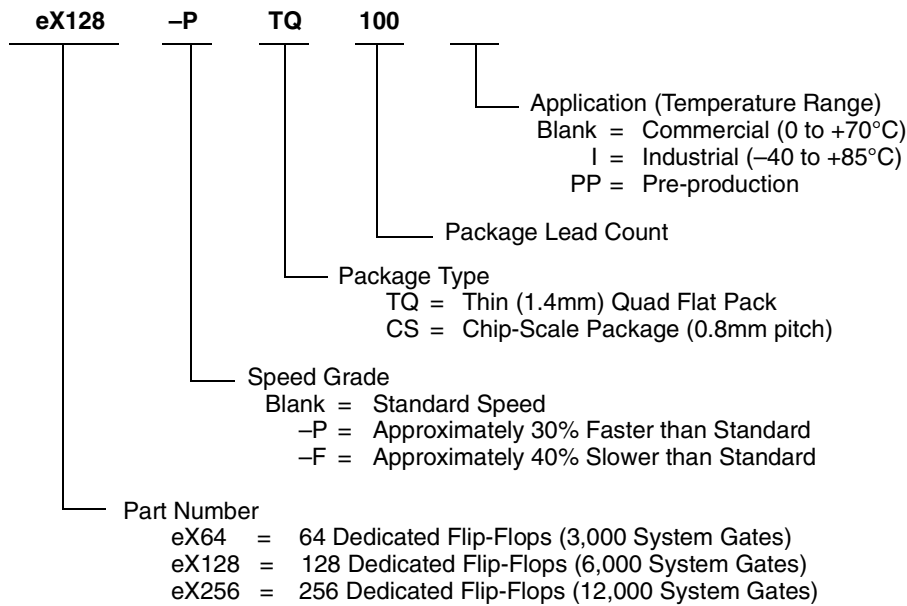 eX128 –P TQ 100
Application (Temperature Range)
Blank = Commercial (0 to +70°C)
I = Industrial (–40 to +85°C)
PP = Pre-production
Package Lead Count
Package Type
TQ = Thin (1.4mm) Quad Flat Pack
CS = Chip-Scale Package (0.8mm pitch)
Speed Grade
Blank = Standard Speed
–P = Approximately 30% Faster than Standard
–F = Approximately 40% Slower than Standard
Part Number
eX64 = 64 Dedicated Flip-Flops (3,000 System Gates)
eX128 = 128 Dedicated Flip-Flops (6,000 System Gates)
eX256 = 256 Dedicated Flip-Flops (12,000 System Gates)